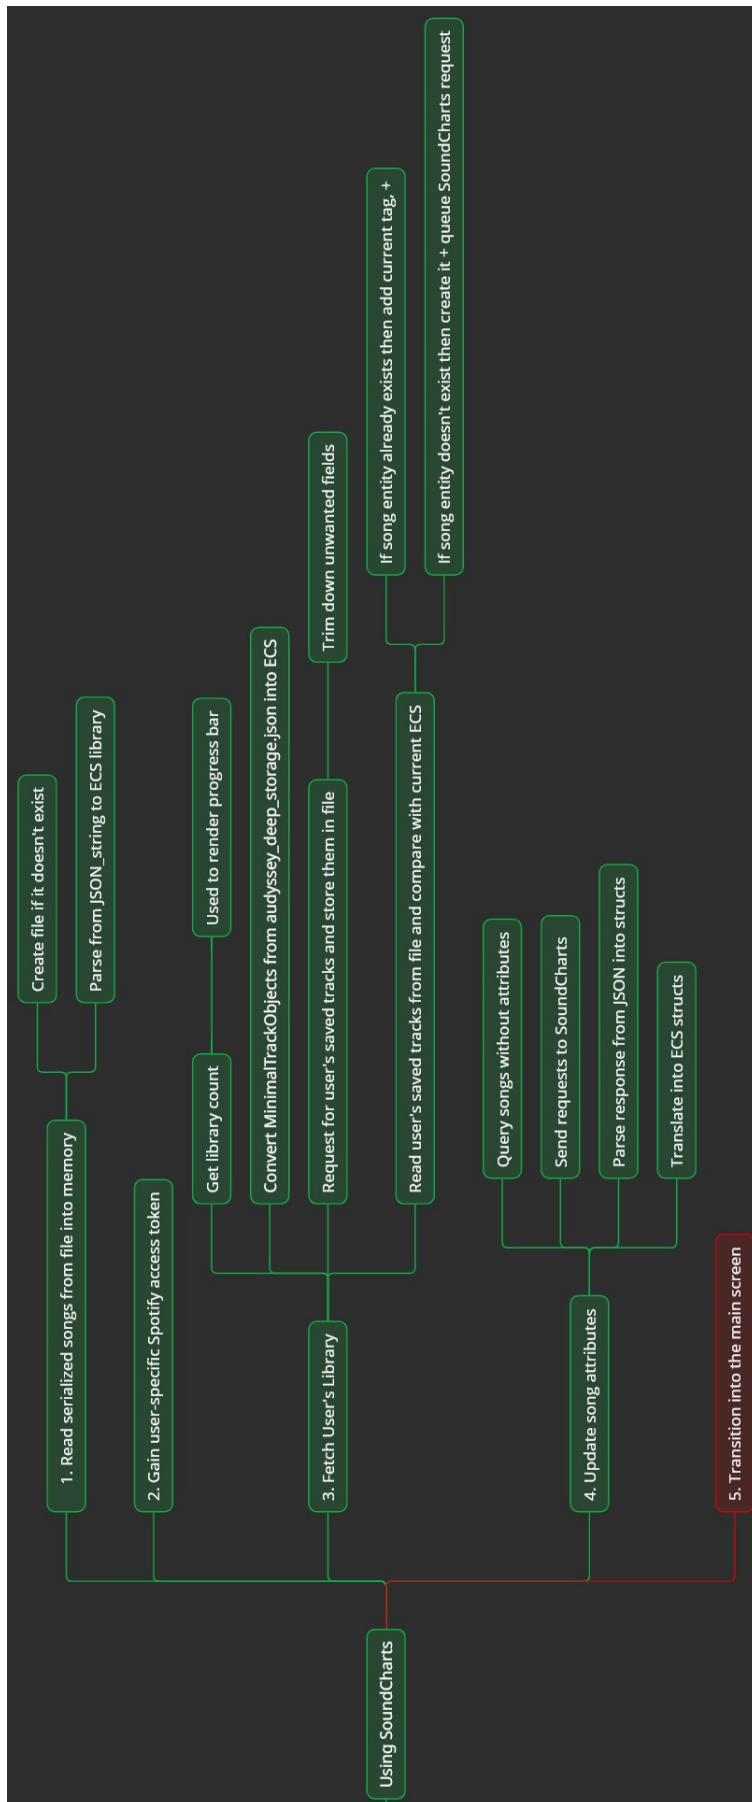 Using SoundCharts
1. Read serialized songs from file into memory
Create file if it doesn't exist
Parse from JSON_string to ECS library
2. Gain user-specific Spotify access token
3. Fetch User's Library
Get library count
Used to render progress bar
Convert MinimalTrackObjects from audyssey_deep_storage.json into ECS
Request for user's saved tracks and store them in file
Trim down unwanted fields
Read user's saved tracks from file and compare with current ECS
If song entity already exists then add current tag, +
If song entity doesn't exist then create it + queue SoundCharts request
4. Update song attributes
Query songs without attributes
Send requests to SoundCharts
Parse response from JSON into structs
Translate into ECS structs
5. Transition into the main screen